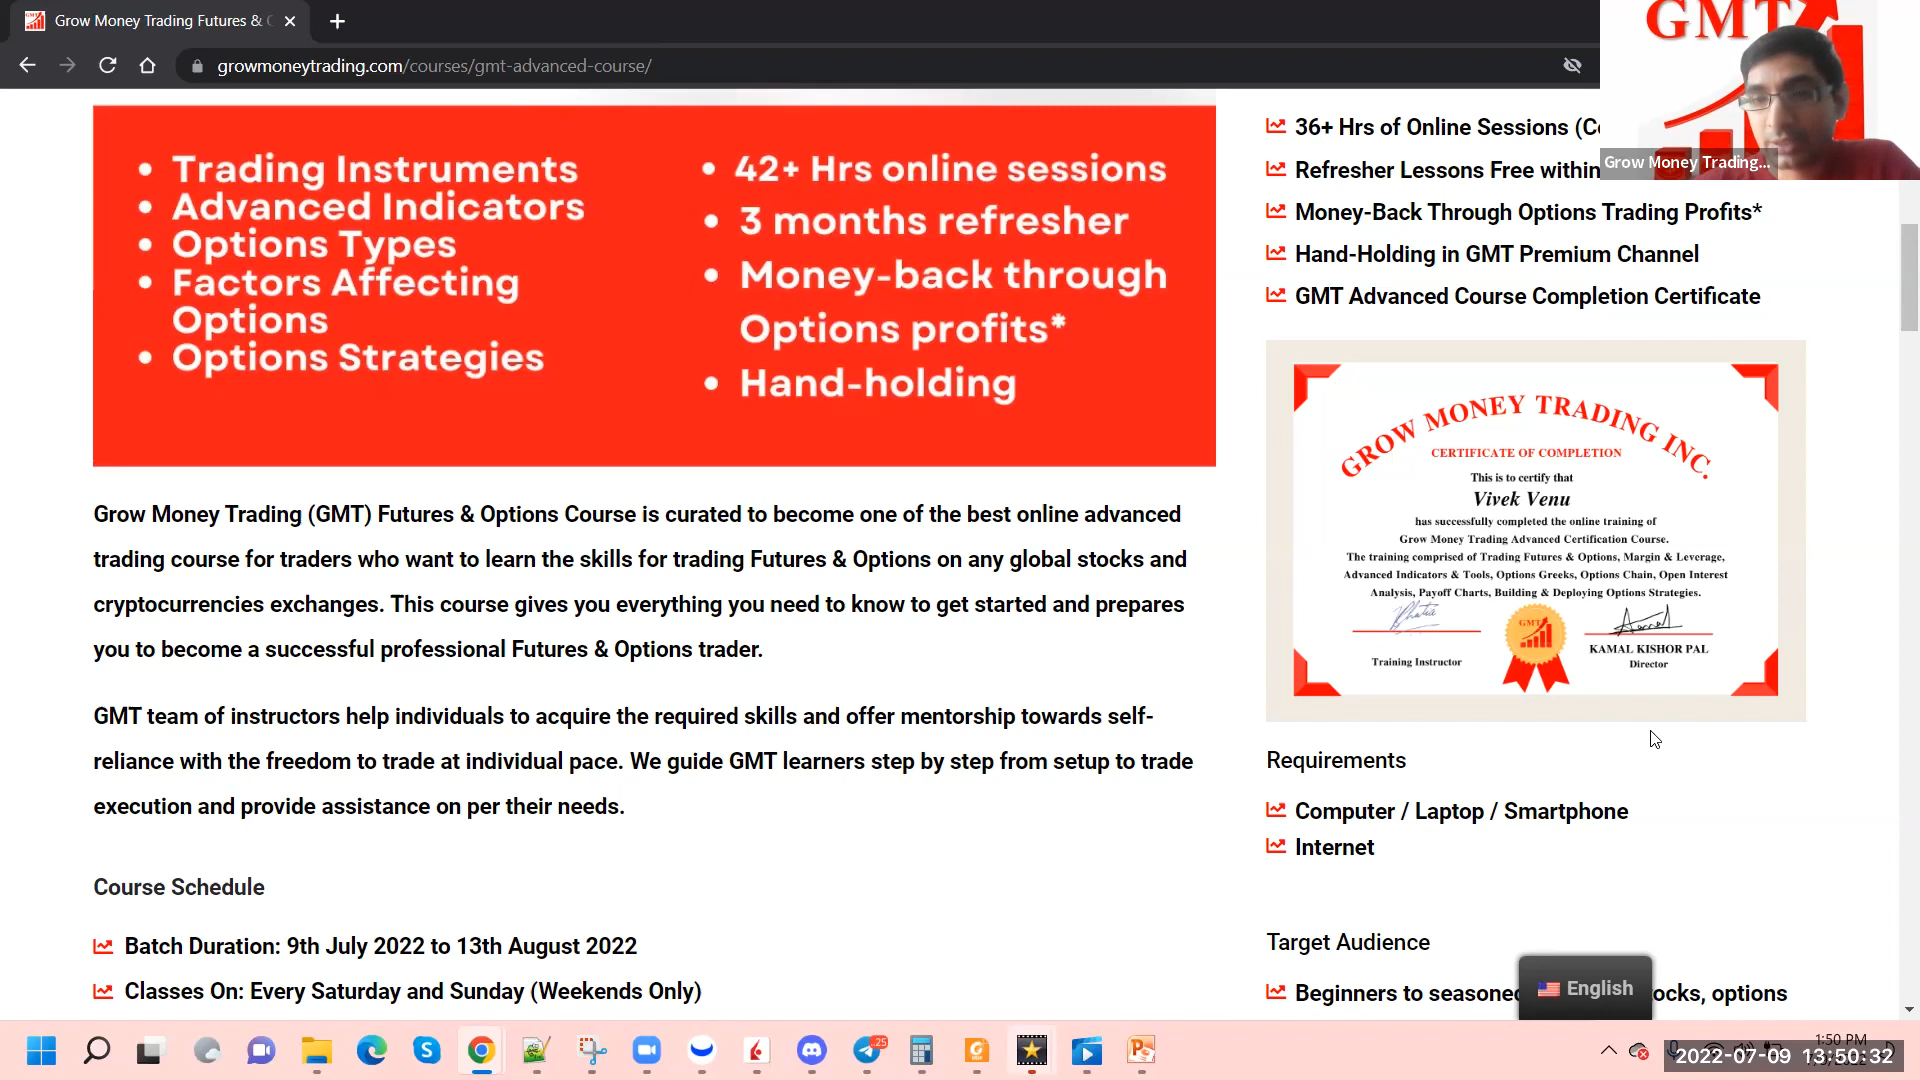 Grow Money Trading Futures &
growmoneytrading.com/courses/gmt-advanced-course/
GMT
Grow Money Trading...
• Trading Instruments
• Advanced Indicators
• Options Types
• Factors Affecting
Options
• Options Strategies
• 42+ Hrs online sessions
• 3 months refresher
• Money-back through
Options profits*
• Hand-holding
Grow Money Trading (GMT) Futures & Options Course is curated to become one of the best online advanced
trading course for traders who want to learn the skills for trading Futures & Options on any global stocks and
cryptocurrencies exchanges. This course gives you everything you need to know to get started and prepares
you to become a successful professional Futures & Options trader.
GMT team of instructors help individuals to acquire the required skills and offer mentorship towards self-
reliance with the freedom to trade at individual pace. We guide GMT learners step by step from setup to trade
execution and provide assistance on per their needs.
Course Schedule
Batch Duration: 9th July 2022 to 13th August 2022
Classes On: Every Saturday and Sunday (Weekends Only)
36+ Hrs of Online Sessions
Refresher Lessons Free within
Money-Back Through Options Trading Profits*
Hand-Holding in GMT Premium Channel
GMT Advanced Course Completion Certificate
GROW MONEY TRADING INC.
CERTIFICATE OF COMPLETION
This is to certify that
Vivek Venu
has successfully completed the online training of
Grow Money Trading Advanced Certification Course.
The training comprised of Trading Futures & Options, Margin & Leverage,
Advanced Indicators & Tools, Options Greeks, Options Chain, Open Interest
Analysis, Payoff Charts, Building & Deploying Options Strategies.
GMT
Training Instructor
KAMAL KISHOR PAL
Director
Requirements
Computer / Laptop / Smartphone
Internet
Target Audience
Beginners to seasoned ocks, options
English
25
1:50 PM
2022-07-09 13:50:32